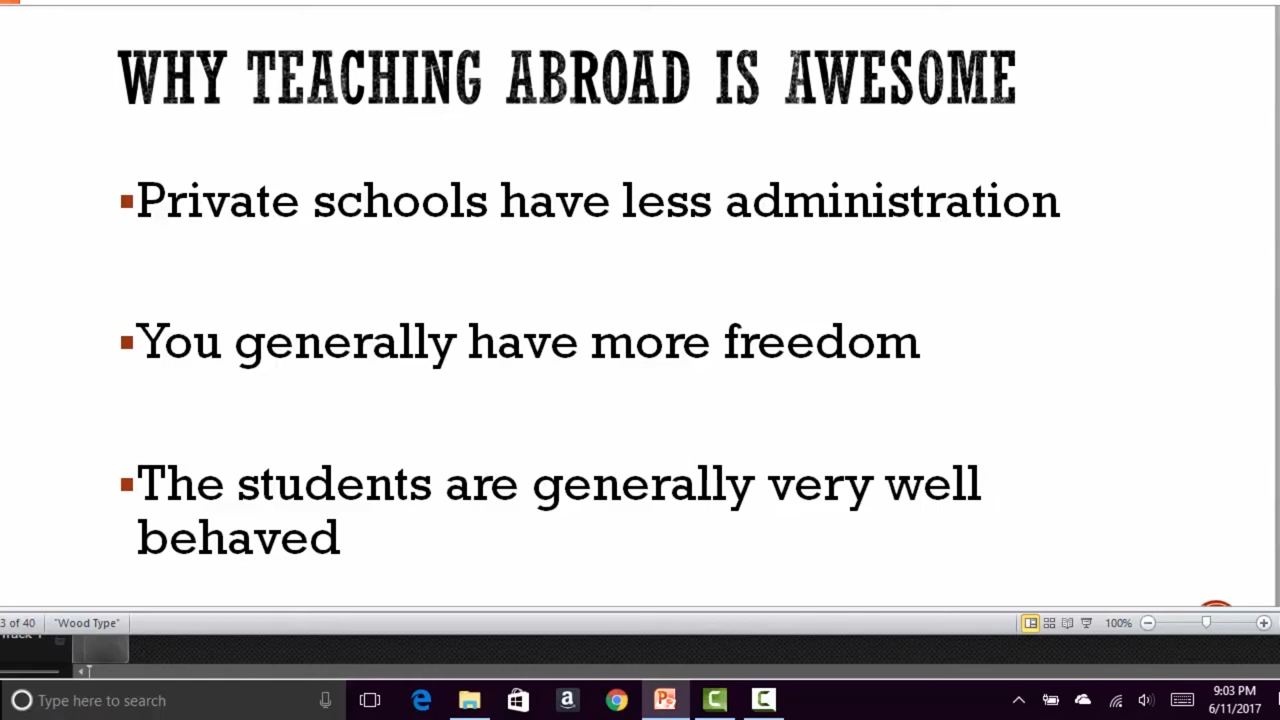 WHY TEACHING ABROAD IS AWESOME
▪Private schools have less administration
▪You generally have more freedom
▪The students are generally very well
behaved
3 of 40 "Wood Type" 100%
Type here to search
9:03 PM
6/11/2017